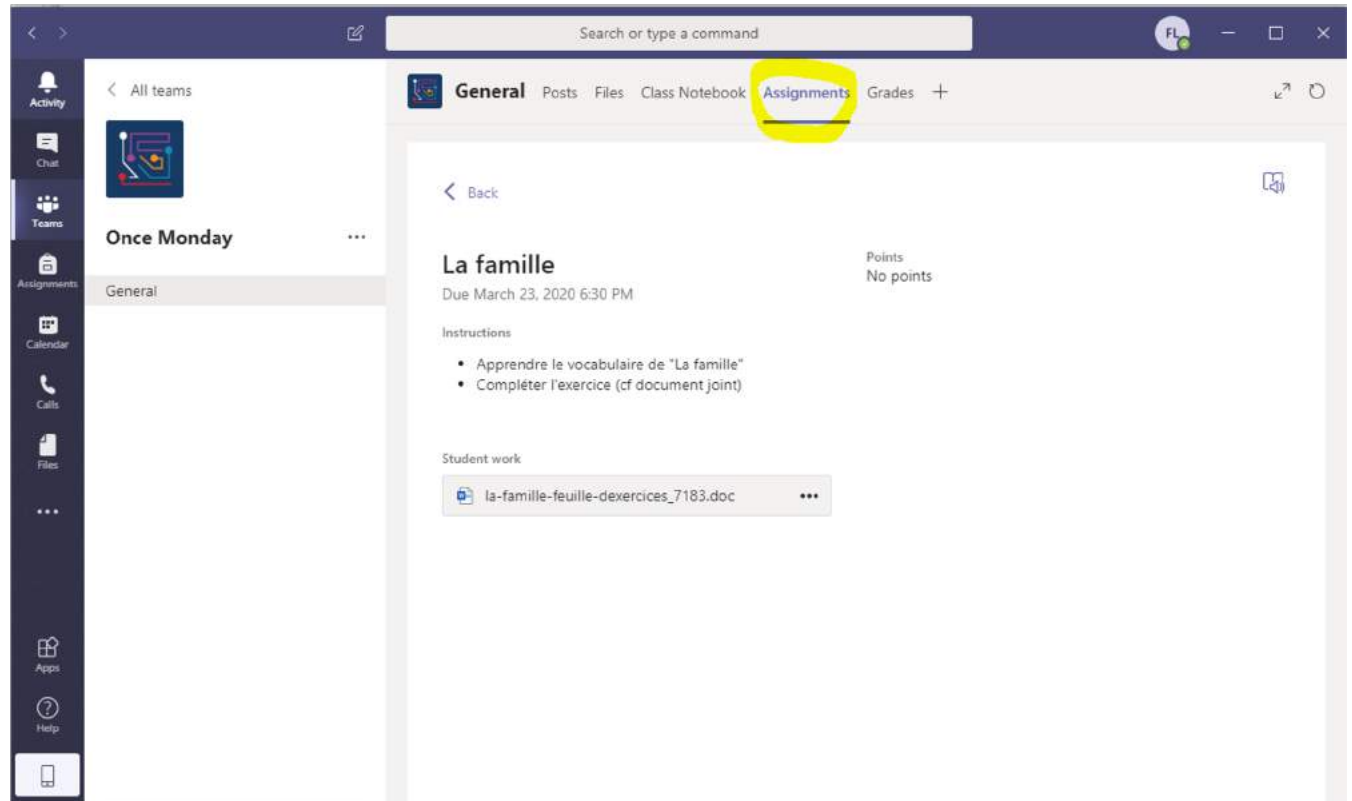 Search or type a command
FL
Activity
Chat
Teams
Assignments
Calendar
Calls
Files
Apps
Help
All teams
Once Monday
General
General Posts Files Class Notebook Assignments Grades
Back
La famille
Due March 23, 2020 6:30 PM
Points
No points
Instructions
• Apprendre le vocabulaire de "La famille"
• Compléter l'exercice (cf document joint)
Student work
la-famille-feuille-dexercices_7183.doc